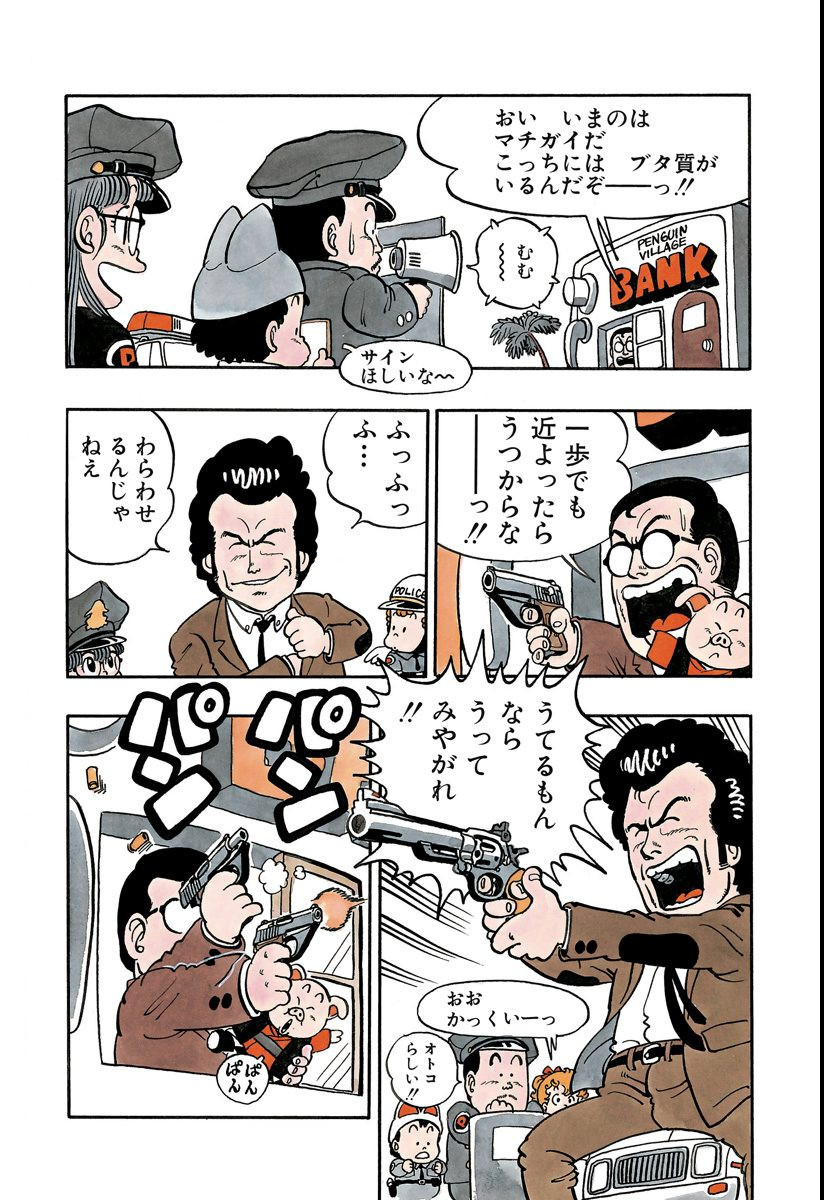 おい　いまのは
マチガイだ
こっちには　ブタ質が
いるんだぞ──っ!!
PENGUIN
VILLAGE
BANK
むむ〜〜〜
サイン
ほしいな〜〜
一歩でも
近よったら
うつからな
──っ!!
ふっふっ
ふ…
わらわせ
るんじゃ
ねえ
POLICE
うてるもん
なら
うって
みやがれ
!!
パン
パン
ぱん
ぱん
おお
かっくいーっ
オトコ
らしい!!